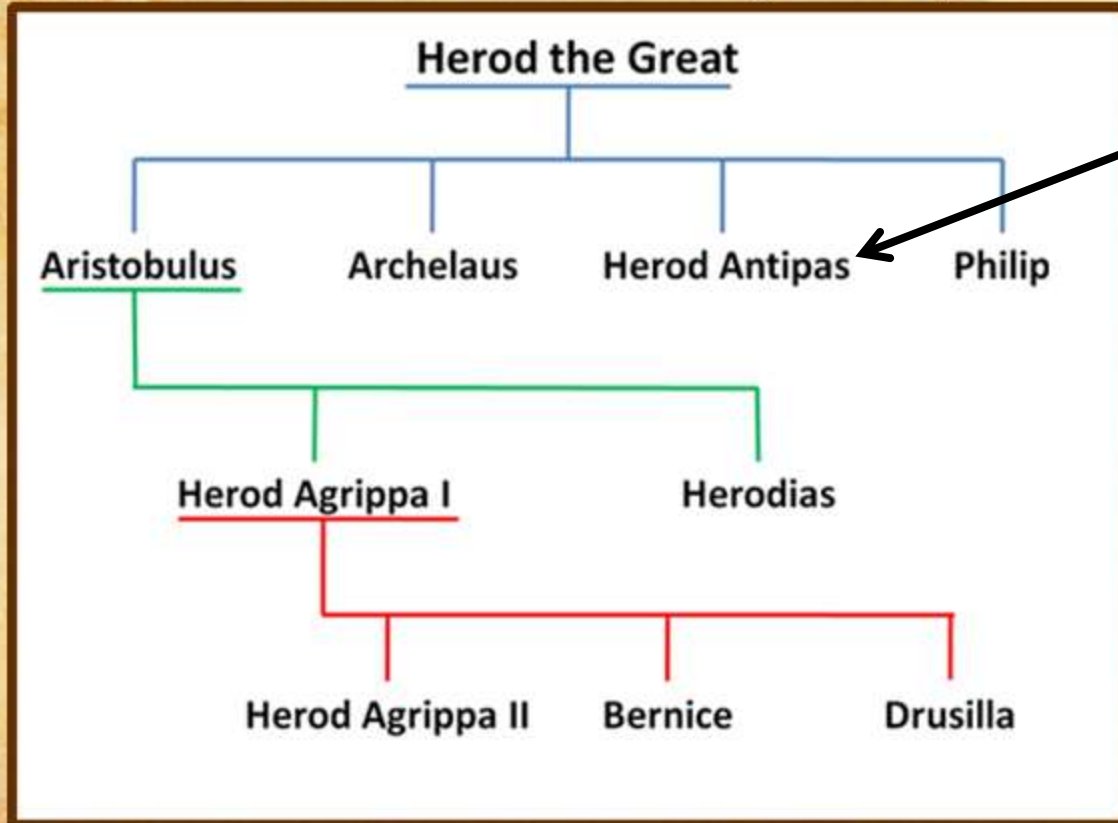 Herod the Great
Aristobulus Archelaus Herod Antipas Philip
Herod Agrippa I Herodias
Herod Agrippa II Bernice Drusilla